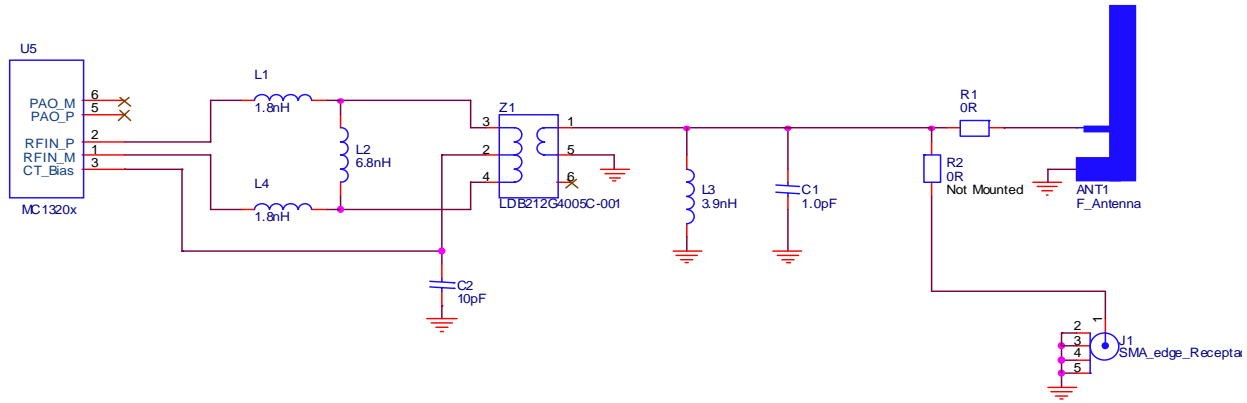 U5
PAO_M
6
PAO_P
5
RFIN_P
2
RFIN_M
1
CT_Bias
3
MC1320x
L1
1.8nH
L2
6.8nH
L4
1.8nH
C2
10pF
Z1
3
2
4
1
5
6
LDB212G4005C-001
L3
3.9nH
C1
1.0pF
R1
0R
R2
0R
Not Mounted
ANT1
F_Antenna
1
2
3
4
5
J1
SMA_edge_Recepta